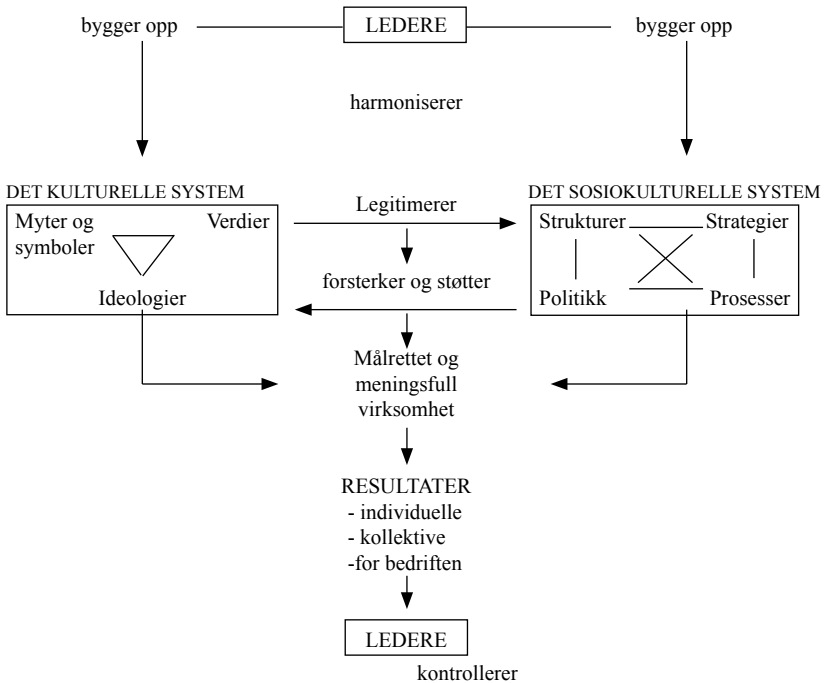 bygger opp
LEDERE
bygger opp
harmoniserer
DET KULTURELLE SYSTEM
Myter og
symboler
Verdier
Ideologier
Legitimerer
forsterker og støtter
DET SOSIOKULTURELLE SYSTEM
Strukturer
Strategier
Politikk
Prosesser
Målrettet og
meningsfull
virksomhet
RESULTATER
- individuelle
- kollektive
-for bedriften
LEDERE
kontrollerer